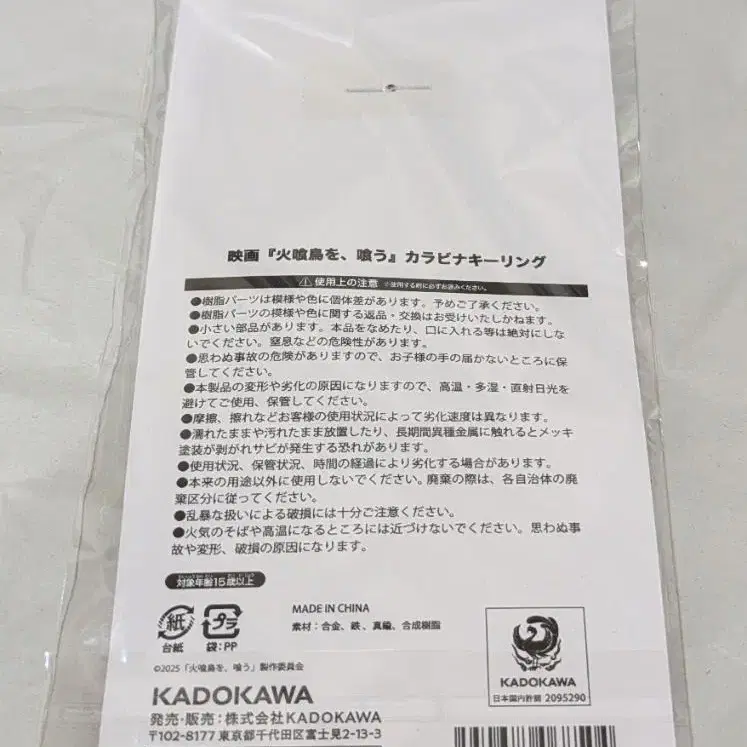 映画『火喰鳥を、喰う』カラビナキーリング
使用上の注意 ※使用する前に必ずお読みください。
●樹脂パーツは模様や色に個体差があります。予めご了承ください。
●樹脂パーツの模様や色に関する返品・交換はお受けいたしかねます。
●小さい部品があります。本品をなめたり、口に入れる等は絶対にしな
いでください。窒息などの危険性があります。
●思わぬ事故の危険がありますので、お子様の手の届かないところに保
管してください。
●本製品の変形や劣化の原因になりますので、高温・多湿・直射日光を
避けてご使用、保管してください。
●摩擦、擦れなどお客様の使用状況によって劣化速度は異なります。
●濡れたままや汚れたまま放置したり、長期間異種金属に触れるとメッキ
塗装が剥がれサビが発生する恐れがあります。
●使用状況、保管状況、時間の経過により劣化する場合があります。
●本来の用途以外に使用しないでください。廃棄の際は、各自治体の廃
棄区分に従ってください。
●乱暴な扱いによる破損には十分ご注意ください。
●火気のそばや高温になるところには近づけないでください。思わぬ事
故や変形、破損の原因になります。
対象年齢15歳以上
紙 プラ
台紙 袋:PP
MADE IN CHINA
素材:合金、鉄、真鍮、合成樹脂
©2025「火喰鳥を、喰う」製作委員会
KADOKAWA
発売・販売:株式会社KADOKAWA
〒102-8177 東京都千代田区富士見2-13-3
KADOKAWA
日本国内許諾 2095290